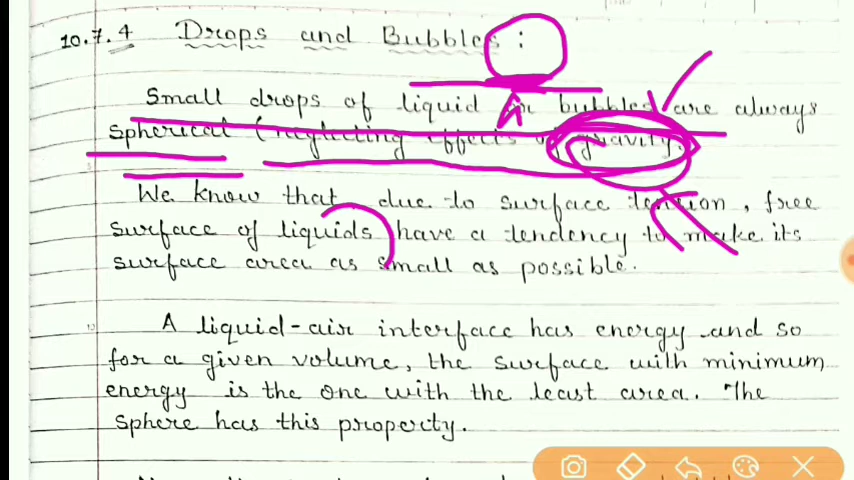 10.7.4 Drops and Bubbles :
Small drops of liquid or bubbles are always
spherical (neglecting effects of gravity).
We know that due to surface tension, free
surface of liquids have a tendency to make its
surface area as small as possible.
A liquid-air interface has energy and so
for a given volume, the surface with minimum
energy is the one with the least area. The
sphere has this property.